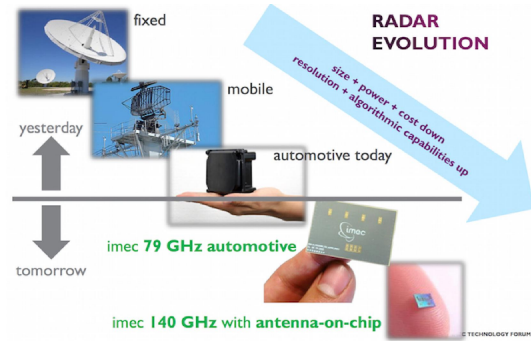 fixed
RADAR
EVOLUTION
size + power + cost down
resolution + algorithmic capabilities up
mobile
yesterday
automotive today
tomorrow
imec 79 GHz automotive
imec
imec 140 GHz with antenna-on-chip
TECHNOLOGY FORUM